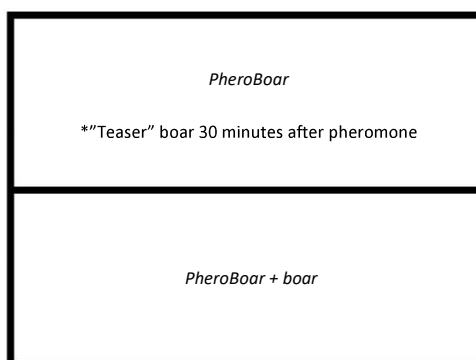 PheroBoar
*”Teaser” boar 30 minutes after pheromone
PheroBoar + boar